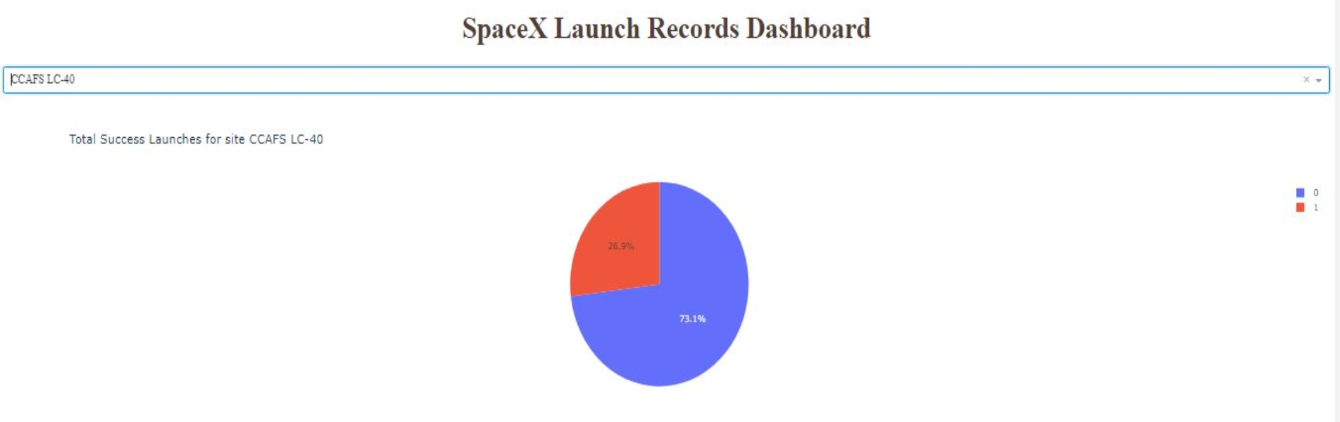 SpaceX Launch Records Dashboard
CCAFS LC-40
× ▾
Total Success Launches for site CCAFS LC-40
0
1
26.9%
73.1%